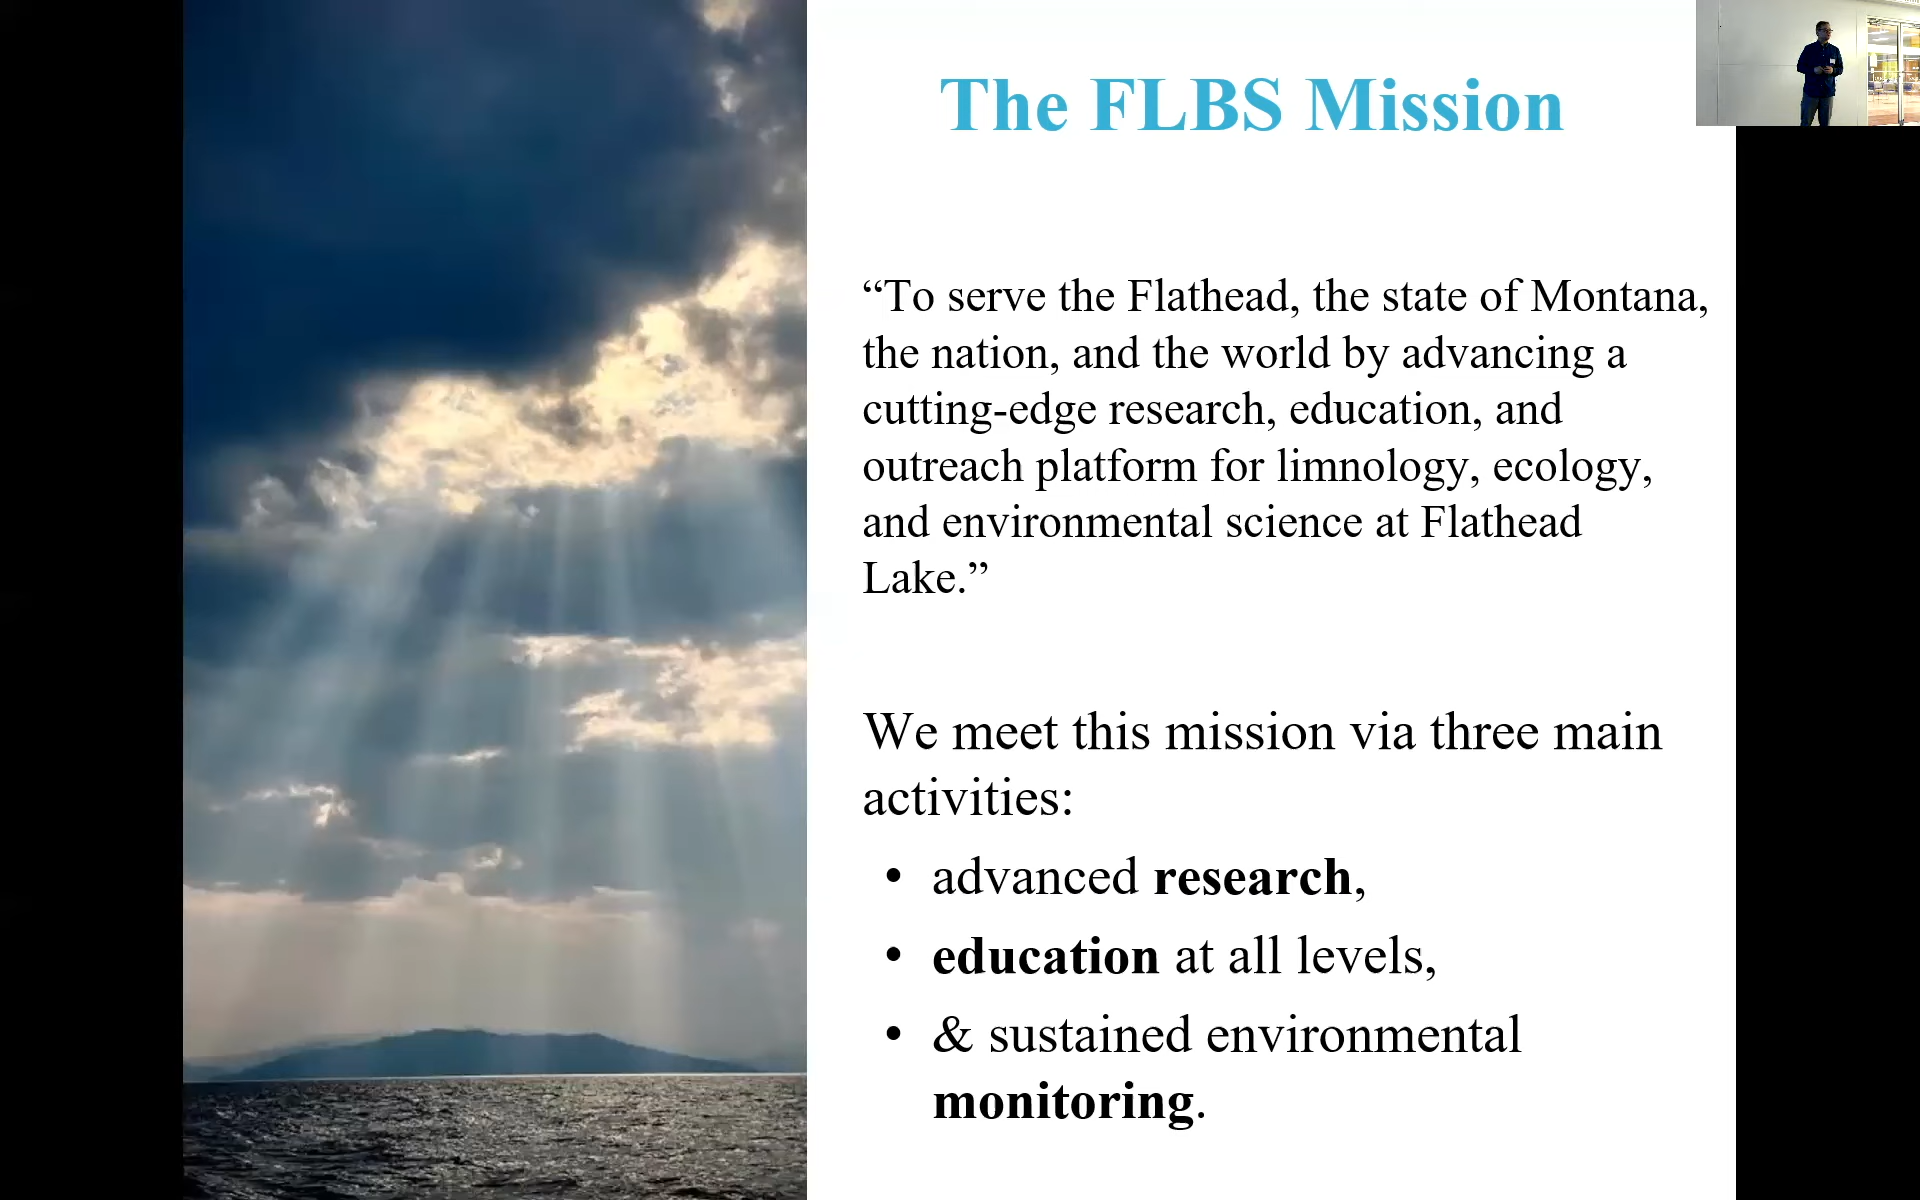 The FLBS Mission
“To serve the Flathead, the state of Montana,
the nation, and the world by advancing a
cutting-edge research, education, and
outreach platform for limnology, ecology,
and environmental science at Flathead
Lake.”
We meet this mission via three main
activities:
• advanced research,
• education at all levels,
• & sustained environmental
monitoring.